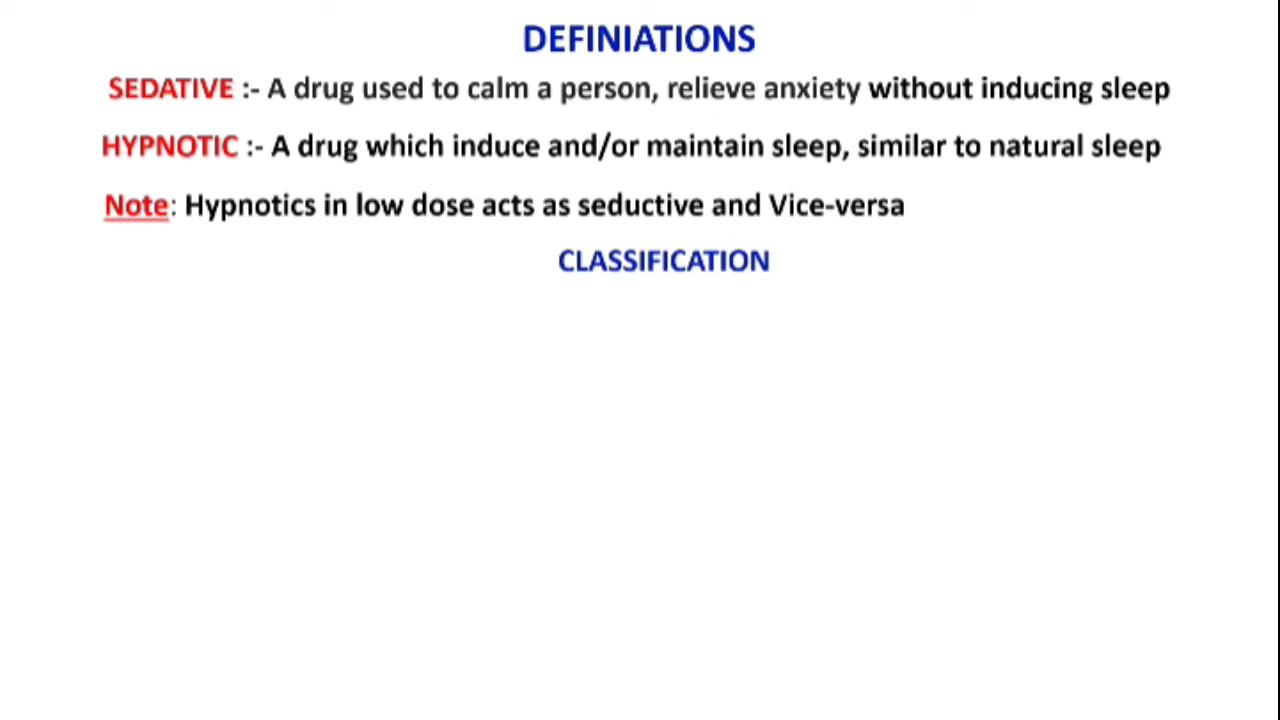 DEFINIATIONS
SEDATIVE :- A drug used to calm a person, relieve anxiety without inducing sleep
HYPNOTIC :- A drug which induce and/or maintain sleep, similar to natural sleep
Note: Hypnotics in low dose acts as seductive and Vice-versa
CLASSIFICATION